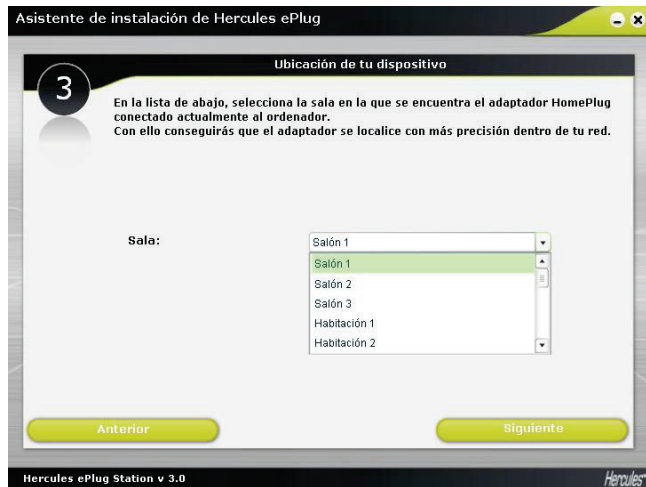 Asistente de instalación de Hercules ePlug
Ubicación de tu dispositivo
3
En la lista de abajo, selecciona la sala en la que se encuentra el adaptador HomePlug
conectado actualmente al ordenador.
Con ello conseguirás que el adaptador se localice con más precisión dentro de tu red.
Sala:
Salón 1
Salón 1
Salón 2
Salón 3
Habitación 1
Habitación 2
Anterior
Siguiente
Hercules ePlug Station v 3.0
Hercules